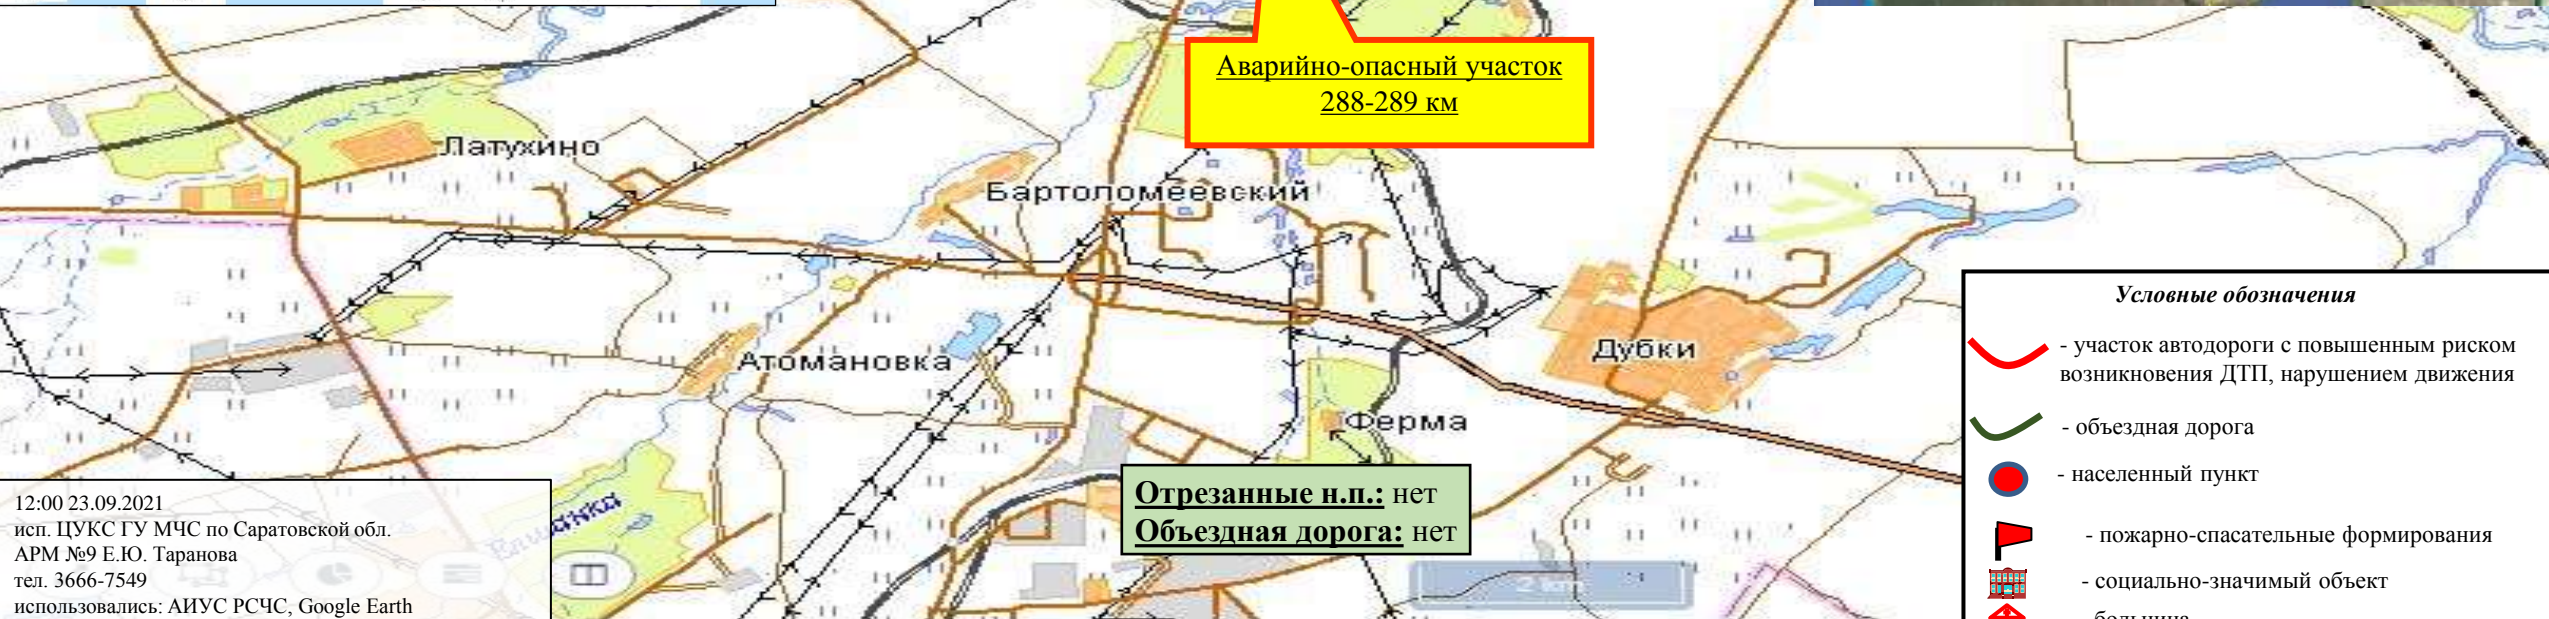 Аварийно-опасный участок
288-289 км
Латухино
Бартоломеевский
Атомановка
Дубки
Ферма
Елшанка
Отрезанные н.п.: нет
Объездная дорога: нет
2 km
12:00 23.09.2021
исп. ЦУКС ГУ МЧС по Саратовской обл.
АРМ №9 Е.Ю. Таранова
тел. 3666-7549
использовались: АИУС РСЧС, Google Earth
Условные обозначения
- участок автодороги с повышенным риском
возникновения ДТП, нарушением движения
- объездная дорога
- населенный пункт
- пожарно-спасательные формирования
- социально-значимый объект